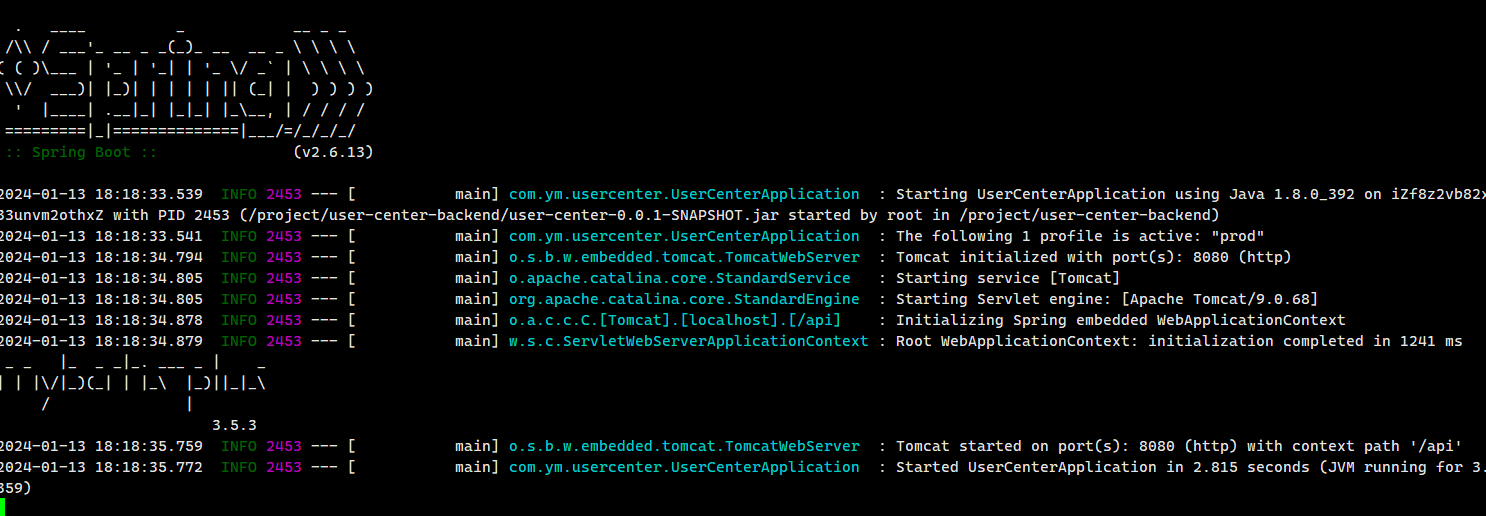 .   ____          _            __ _ _
 /\\ / ___'_ __ _ _(_)_ __  __ _ \ \ \ \
( ( )\___ | '_ | '_| | '_ \/ _` | \ \ \ \
 \\/  ___)| |_)| | | | | || (_| |  ) ) ) )
  '  |____| .__|_| |_|_| |_\__, | / / / /
 =========|_|==============|___/=/_/_/_/
 :: Spring Boot ::               (v2.6.13)
2024-01-13 18:18:33.539  INFO 2453 --- [           main] com.ym.usercenter.UserCenterApplication  : Starting UserCenterApplication using Java 1.8.0_392 on iZf8z2vb82x
33unvm2othxZ with PID 2453 (/project/user-center-backend/user-center-0.0.1-SNAPSHOT.jar started by root in /project/user-center-backend)
2024-01-13 18:18:33.541  INFO 2453 --- [           main] com.ym.usercenter.UserCenterApplication  : The following 1 profile is active: "prod"
2024-01-13 18:18:34.794  INFO 2453 --- [           main] o.s.b.w.embedded.tomcat.TomcatWebServer  : Tomcat initialized with port(s): 8080 (http)
2024-01-13 18:18:34.805  INFO 2453 --- [           main] o.apache.catalina.core.StandardService   : Starting service [Tomcat]
2024-01-13 18:18:34.805  INFO 2453 --- [           main] org.apache.catalina.core.StandardEngine  : Starting Servlet engine: [Apache Tomcat/9.0.68]
2024-01-13 18:18:34.878  INFO 2453 --- [           main] o.a.c.c.C.[Tomcat].[localhost].[/api]    : Initializing Spring embedded WebApplicationContext
2024-01-13 18:18:34.879  INFO 2453 --- [           main] w.s.c.ServletWebServerApplicationContext : Root WebApplicationContext: initialization completed in 1241 ms
 _ _   |_  _ _|_. ___ _ |    _
| | |\/|_)(_| | |_\  |_)||_|_\
     /               |
                        3.5.3
2024-01-13 18:18:35.759  INFO 2453 --- [           main] o.s.b.w.embedded.tomcat.TomcatWebServer  : Tomcat started on port(s): 8080 (http) with context path '/api'
2024-01-13 18:18:35.772  INFO 2453 --- [           main] com.ym.usercenter.UserCenterApplication  : Started UserCenterApplication in 2.815 seconds (JVM running for 3.
359)